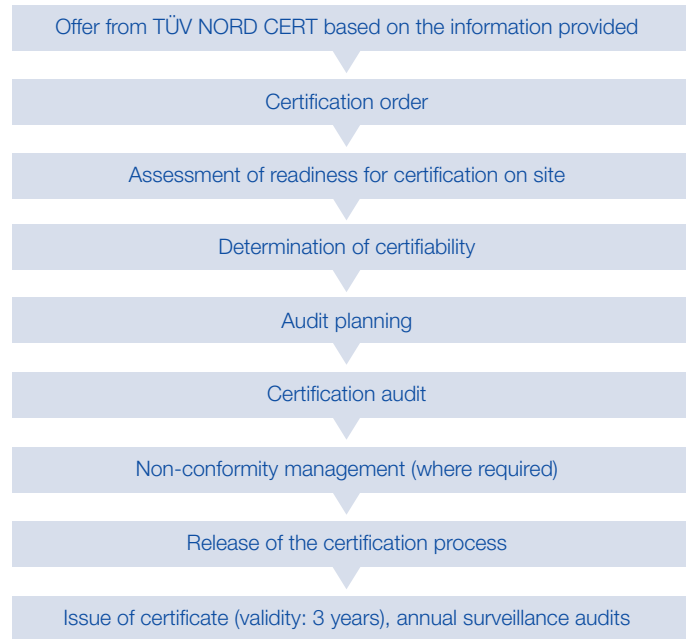 Offer from TÜV NORD CERT based on the information provided
Certification order
Assessment of readiness for certification on site
Determination of certifiability
Audit planning
Certification audit
Non-conformity management (where required)
Release of the certification process
Issue of certificate (validity: 3 years), annual surveillance audits